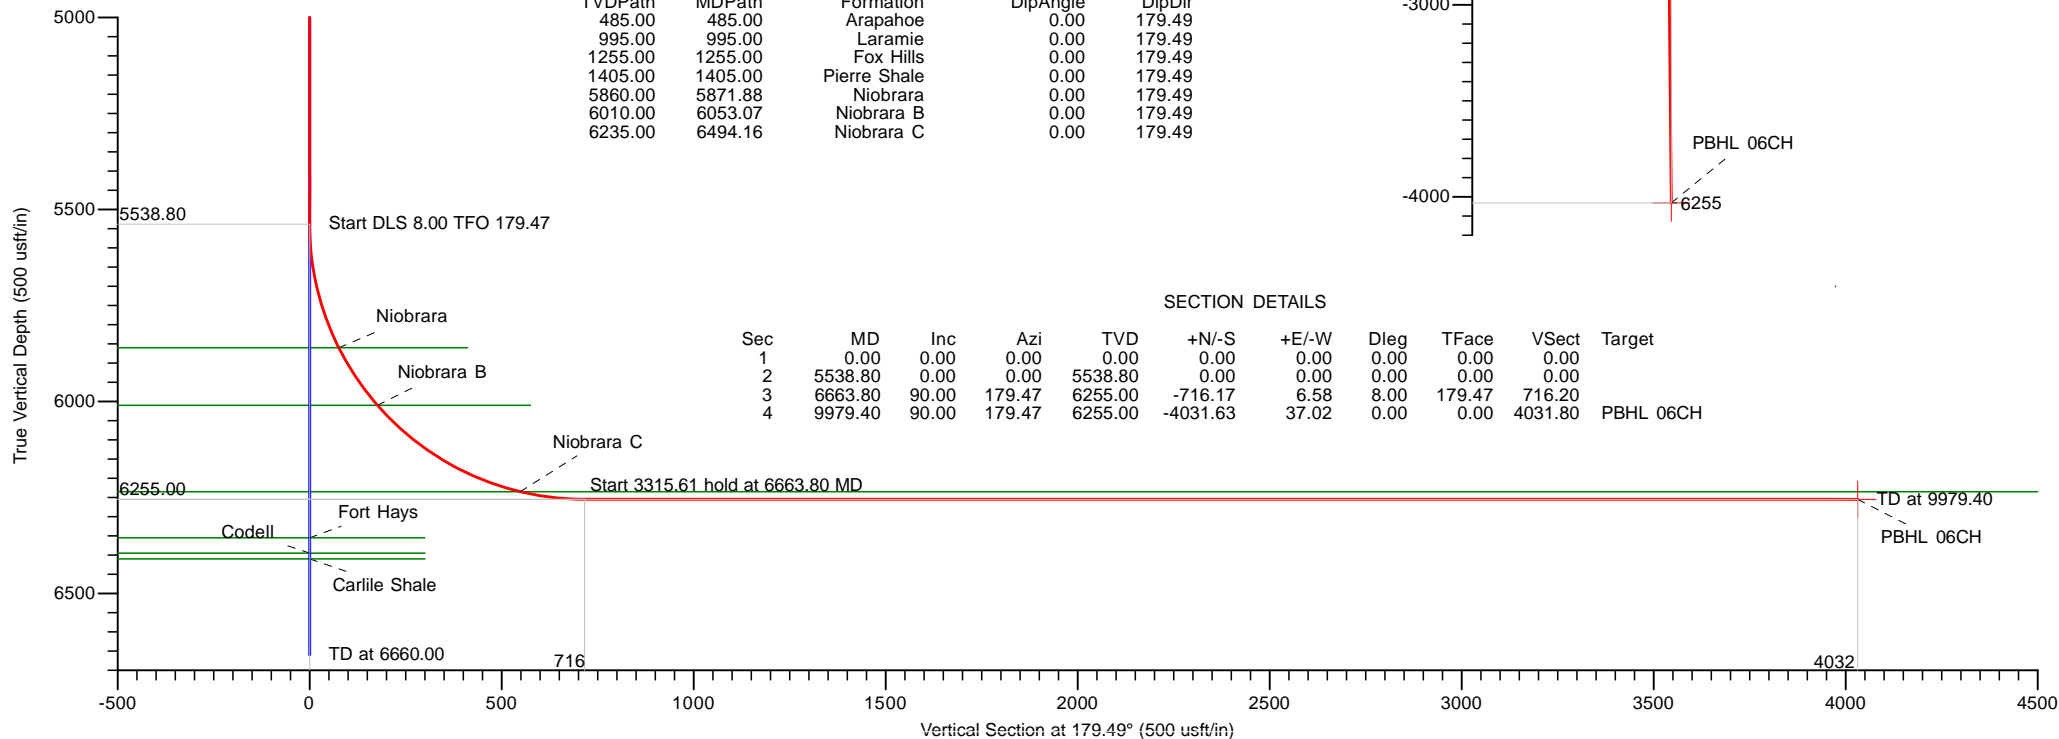 TVDPath MDPath Formation DipAngle DipDir
485.00 485.00 Arapahoe 0.00 179.49
995.00 995.00 Laramie 0.00 179.49
1255.00 1255.00 Fox Hills 0.00 179.49
1405.00 1405.00 Pierre Shale 0.00 179.49
5860.00 5871.88 Niobrara 0.00 179.49
6010.00 6053.07 Niobrara B 0.00 179.49
6235.00 6494.16 Niobrara C 0.00 179.49
-3000
-4000
PBHL 06CH
6255
True Vertical Depth (500 usft/in)
5000
5500
6000
6500
5538.80
Start DLS 8.00 TFO 179.47
Niobrara
Niobrara B
Niobrara C
SECTION DETAILS
Sec MD Inc Azi TVD +N/-S +E/-W Dleg TFace VSect Target
1 0.00 0.00 0.00 0.00 0.00 0.00 0.00 0.00 0.00
2 5538.80 0.00 0.00 5538.80 0.00 0.00 0.00 0.00 0.00
3 6663.80 90.00 179.47 6255.00 -716.17 6.58 8.00 179.47 716.20
4 9979.40 90.00 179.47 6255.00 -4031.63 37.02 0.00 0.00 4031.80 PBHL 06CH
6255.00
Start 3315.61 hold at 6663.80 MD
TD at 9979.40
PBHL 06CH
Fort Hays
Codell
Carlile Shale
TD at 6660.00
716
4032
-500 0 500 1000 1500 2000 2500 3000 3500 4000 4500
Vertical Section at 179.49° (500 usft/in)